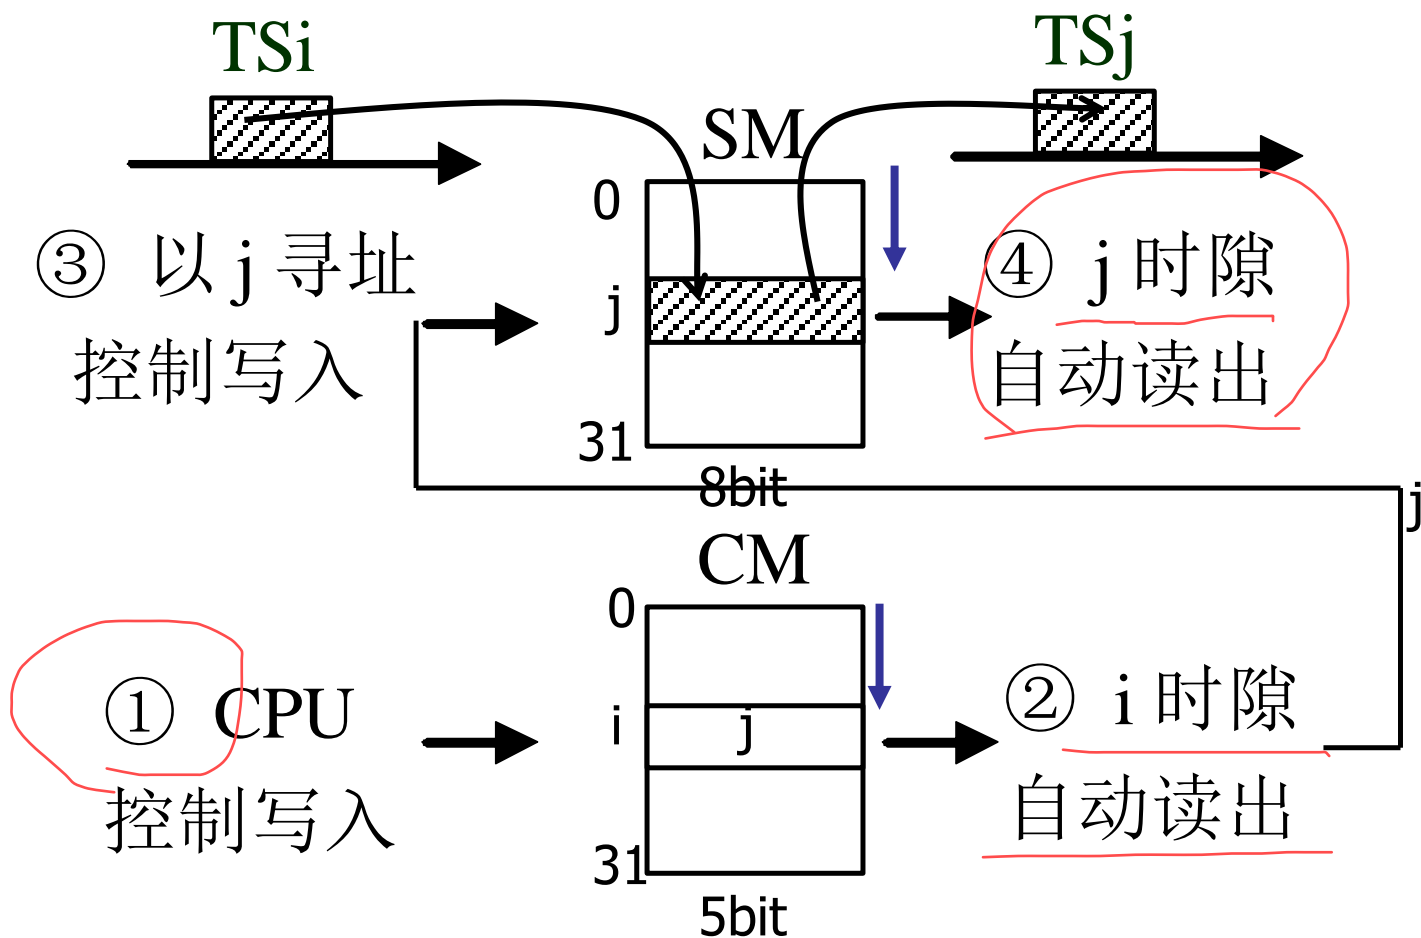 TSi
TSj
SM
0
③ 以 j 寻址
控制写入
j
④ j 时隙
自动读出
31
8bit
j
CM
0
① CPU
控制写入
i
j
② i 时隙
自动读出
31
5bit